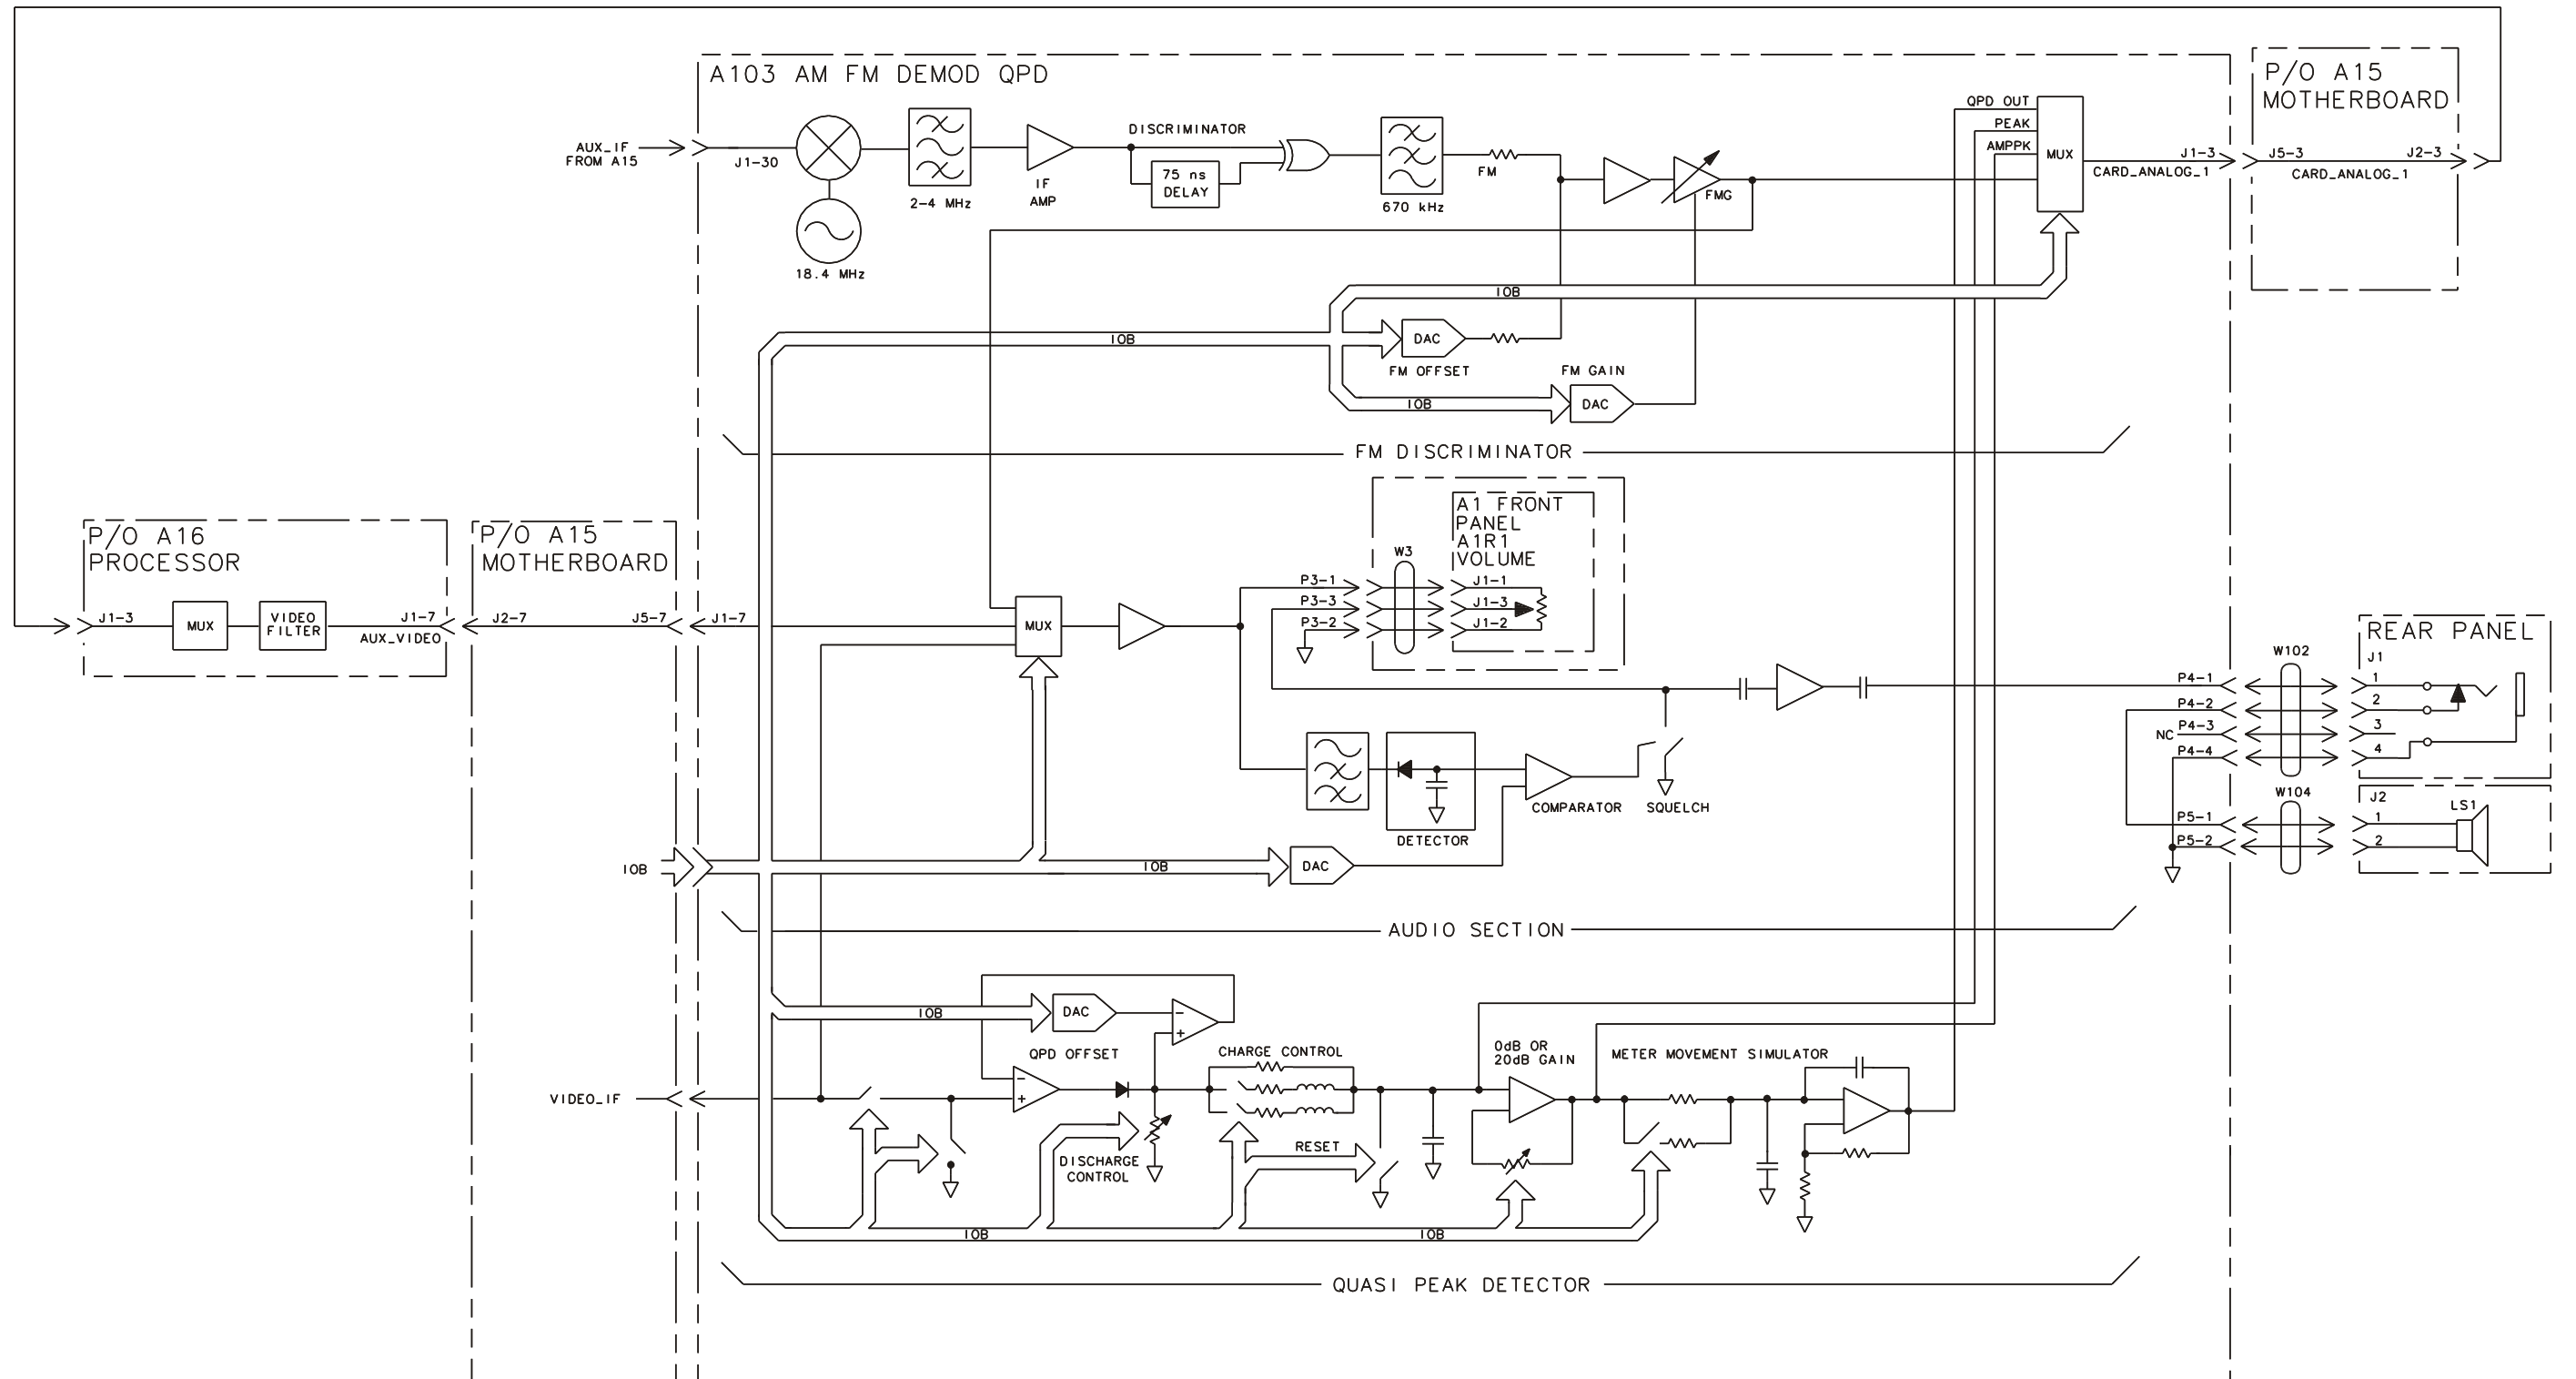 A103 AM FM DEMOD QPD
P/O A15
MOTHERBOARD
AUX_IF
FROM A15
J1-30
18.4 MHz
2-4 MHz
IF
AMP
DISCRIMINATOR
75 ns
DELAY
670 kHz
FM
FMG
QPD OUT
PEAK
AMPPK
MUX
J1-3
CARD_ANALOG_1
J5-3
J2-3
CARD_ANALOG_1
IOB
IOB
DAC
FM OFFSET
FM GAIN
IOB
DAC
FM DISCRIMINATOR
P/O A16
PROCESSOR
J1-3
MUX
VIDEO
FILTER
J1-7
AUX_VIDEO
P/O A15
MOTHERBOARD
J2-7
J5-7
J1-7
MUX
A1 FRONT
PANEL
A1R1
VOLUME
W3
P3-1
P3-3
P3-2
J1-1
J1-3
J1-2
DETECTOR
COMPARATOR
SQUELCH
IOB
IOB
DAC
P4-1
P4-2
NC P4-3
P4-4
P5-1
P5-2
W102
W104
REAR PANEL
J1
1
2
3
4
J2
1
2
LS1
AUDIO SECTION
IOB
DAC
QPD OFFSET
-
+
-
+
CHARGE CONTROL
0dB OR
20dB GAIN
METER MOVEMENT SIMULATOR
VIDEO_IF
DISCHARGE
CONTROL
RESET
IOB
IOB
QUASI PEAK DETECTOR